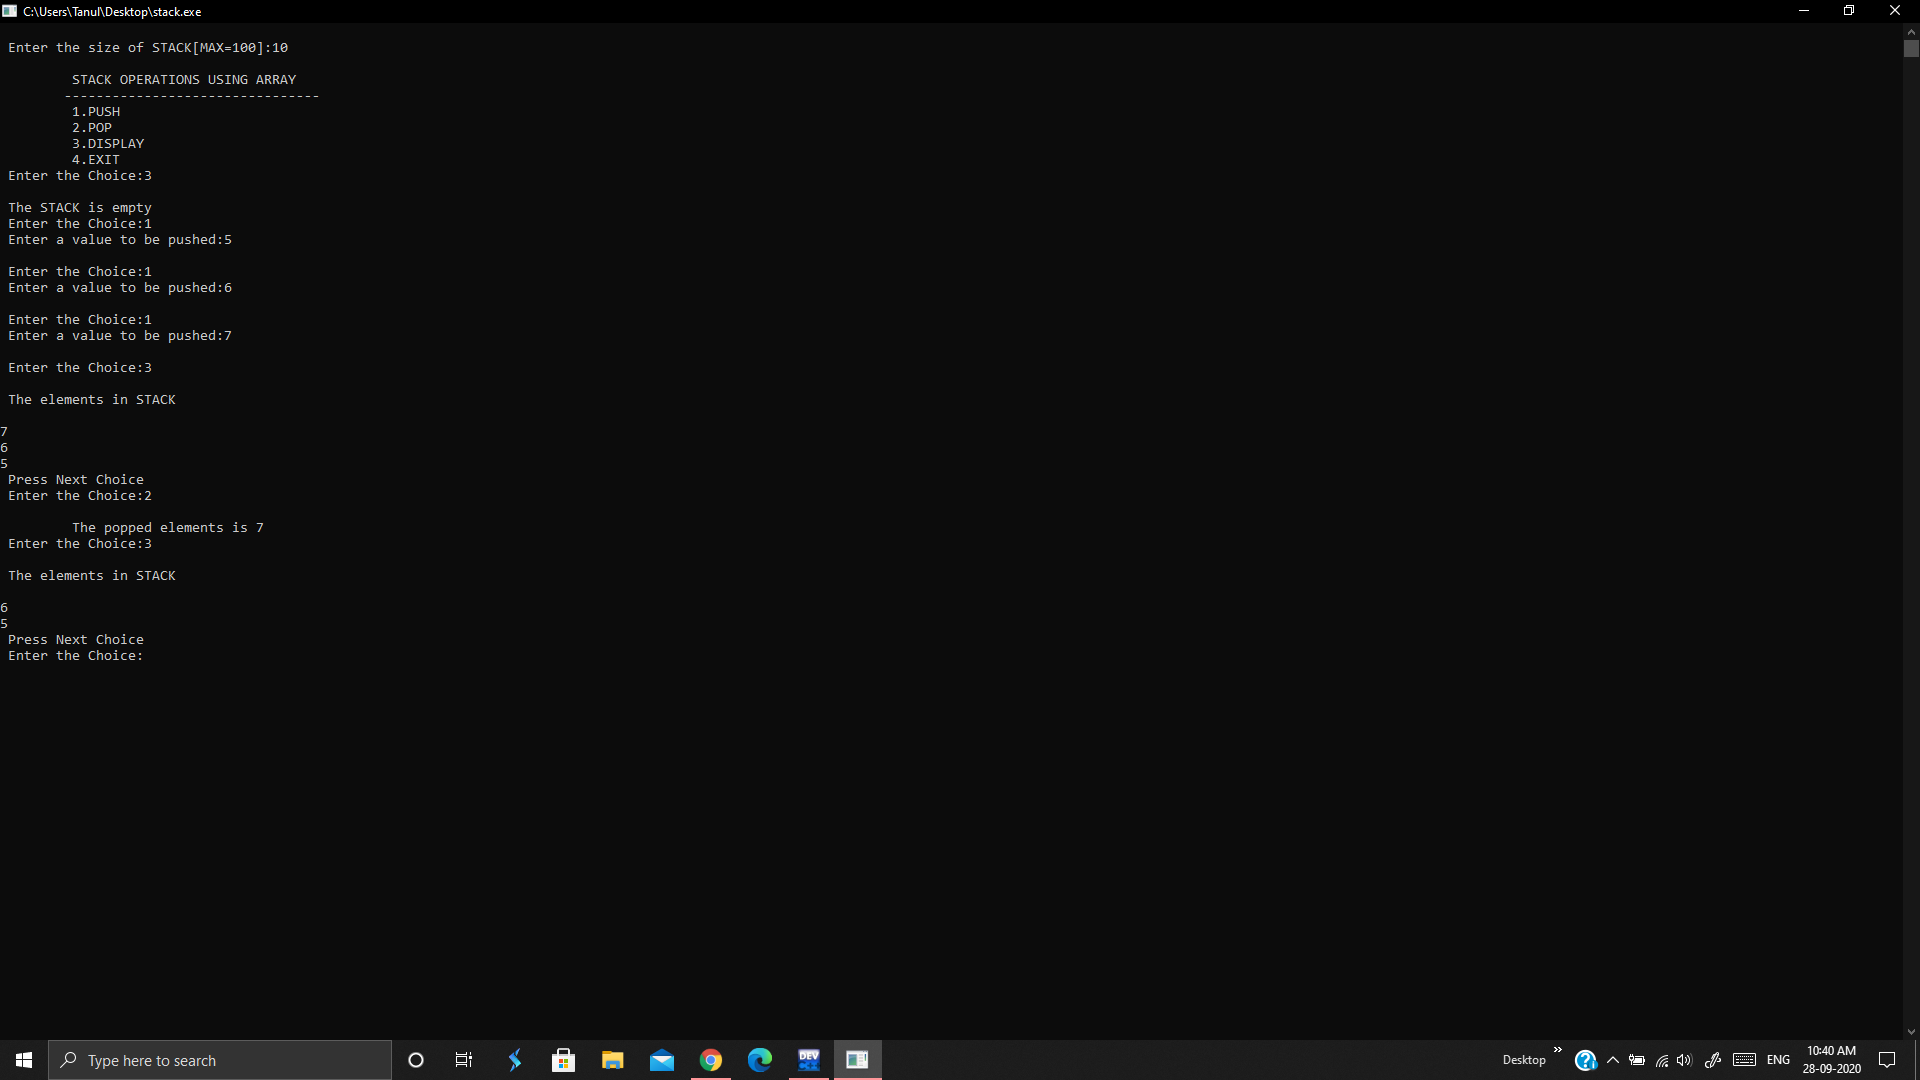 C:\Users\Tanul\Desktop\stack.exe
Enter the size of STACK[MAX=100]:10
STACK OPERATIONS USING ARRAY
--------------------------------
1.PUSH
2.POP
3.DISPLAY
4.EXIT
Enter the Choice:3
The STACK is empty
Enter the Choice:1
Enter a value to be pushed:5
Enter the Choice:1
Enter a value to be pushed:6
Enter the Choice:1
Enter a value to be pushed:7
Enter the Choice:3
The elements in STACK
7
6
5
Press Next Choice
Enter the Choice:2
The popped elements is 7
Enter the Choice:3
The elements in STACK
6
5
Press Next Choice
Enter the Choice:
Type here to search
DEV
C++
Desktop
ENG
10:40 AM
28-09-2020